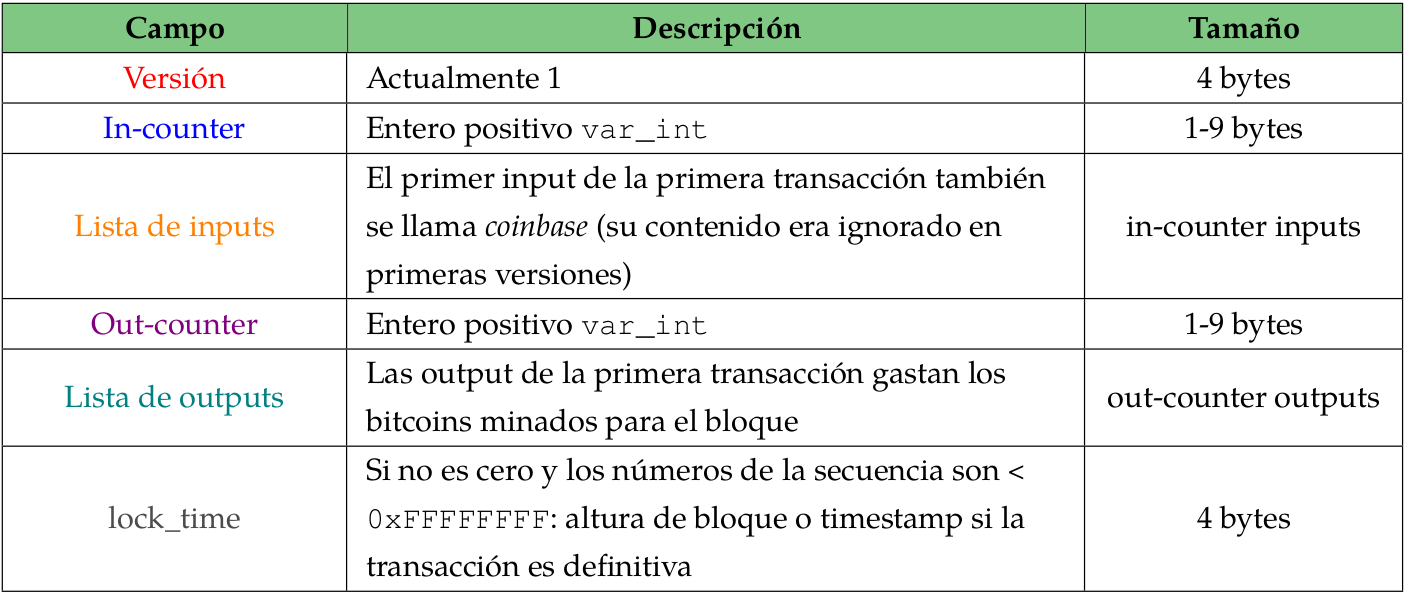 Campo Descripción Tamaño
Versión Actualmente 1 4 bytes
In-counter Entero positivo var_int 1-9 bytes
El primer input de la primera transacción también
Lista de inputs se llama coinbase (su contenido era ignorado en in-counter inputs
primeras versiones)
Out-counter Entero positivo var_int 1-9 bytes
Las output de la primera transacción gastan los
Lista de outputs out-counter outputs
bitcoins minados para el bloque
Si no es cero y los números de la secuencia son <
lock_time 0xFFFFFFFF: altura de bloque o timestamp si la 4 bytes
transacción es definitiva